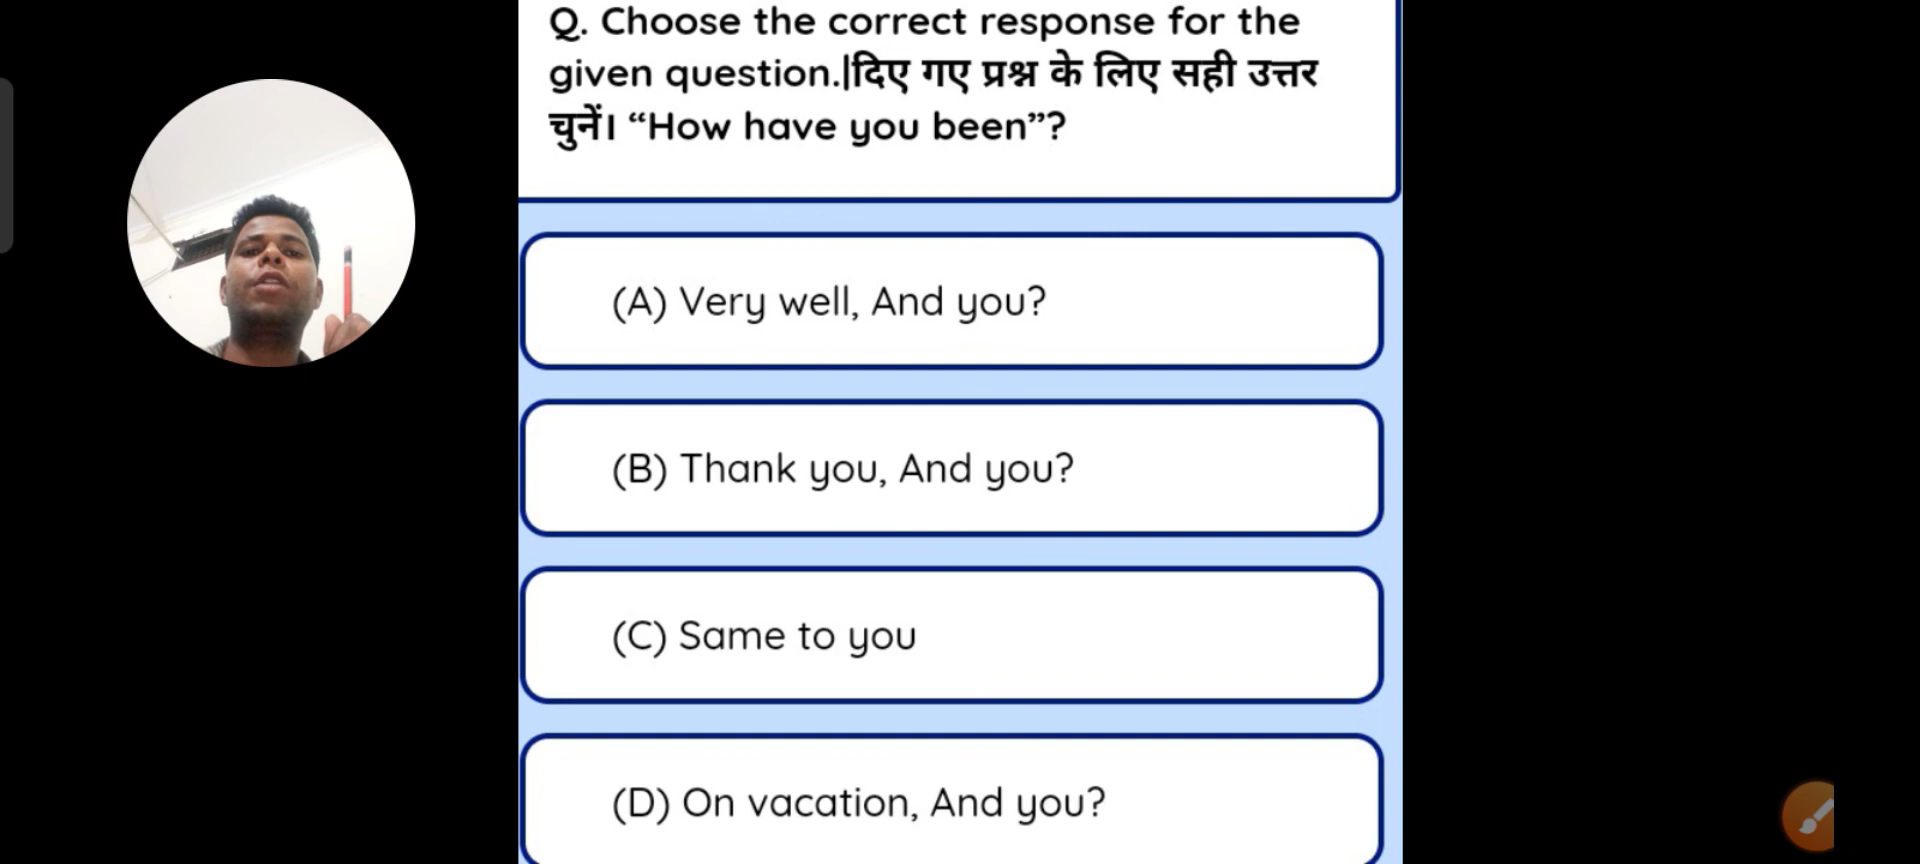 Q. Choose the correct response for the
given question.|दिए गए प्रश्न के लिए सही उत्तर
चुनें। “How have you been”?
(A) Very well, And you?
(B) Thank you, And you?
(C) Same to you
(D) On vacation, And you?